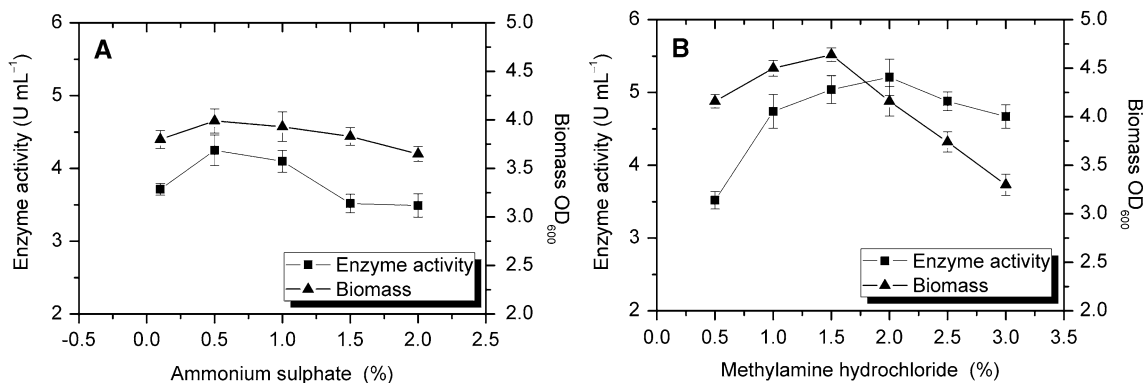 A
Enzyme activity (U mL⁻¹)
6
5
4
3
2
5.0
4.5
4.0
3.5
3.0
2.5
2.0
Biomass OD₆₀₀
Enzyme activity
Biomass
-0.5 0.0 0.5 1.0 1.5 2.0 2.5
Ammonium sulphate (%)
B
Enzyme activity (U mL⁻¹)
6
5
4
3
2
5.0
4.5
4.0
3.5
3.0
2.5
2.0
Biomass OD₆₀₀
Enzyme activity
Biomass
0.0 0.5 1.0 1.5 2.0 2.5 3.0 3.5
Methylamine hydrochloride (%)